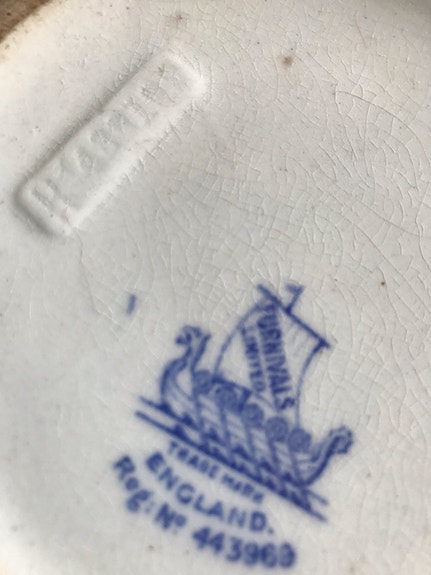 FURNIVALS
LIMITED
TRADE MARK
ENGLAND.
Reg: Nº 443969